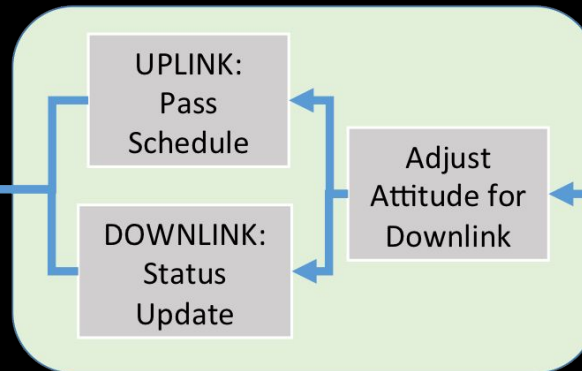 UPLINK:
Pass
Schedule
Adjust
Attitude for
Downlink
DOWNLINK:
Status
Update